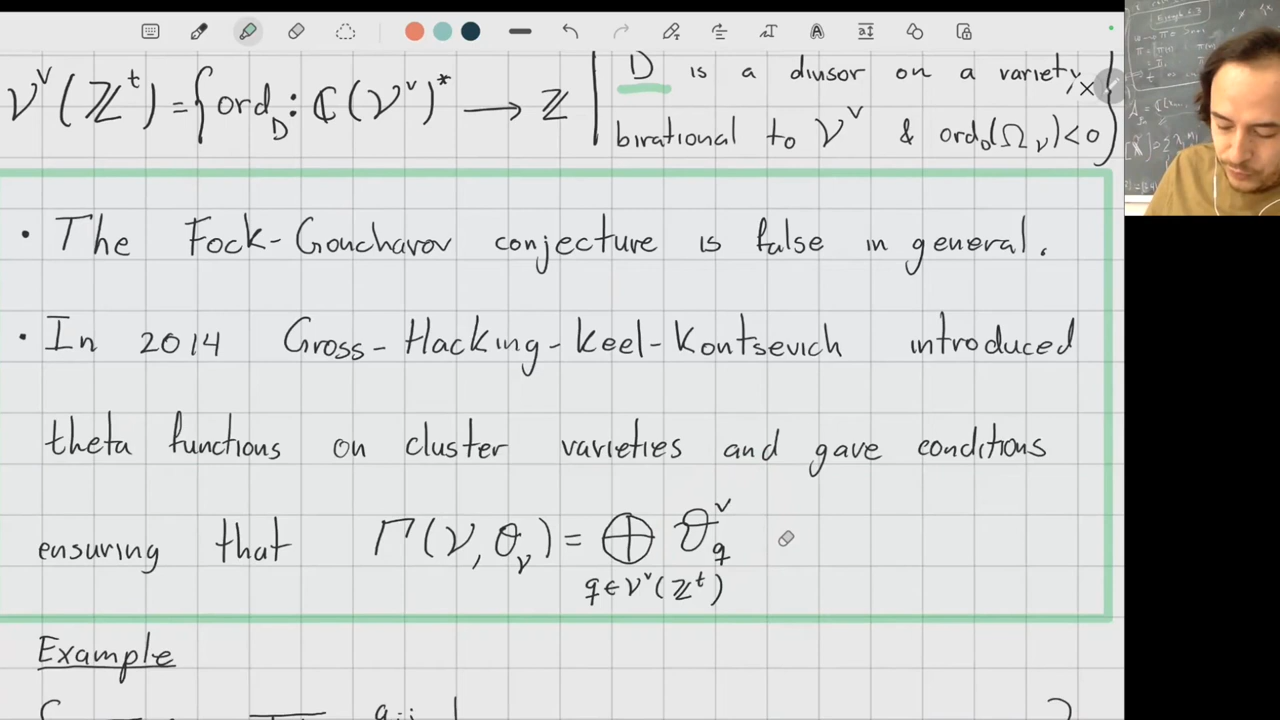 𝒱^∨(ℤ^t) = { ord_D : ℂ(𝒱^∨)^* → ℤ | D is a divisor on a variety
birational to 𝒱^∨ & ord_D(Ω_𝒱) < 0 }
• The Fock-Goncharov conjecture is false in general.
• In 2014 Gross-Hacking-Keel-Kontsevich introduced
theta functions on cluster varieties and gave conditions
ensuring that Γ(𝒱, 𝒪_𝒱) = ⊕ ϑ_q^𝒱
q ∈ 𝒱^∨(ℤ^t)
Example